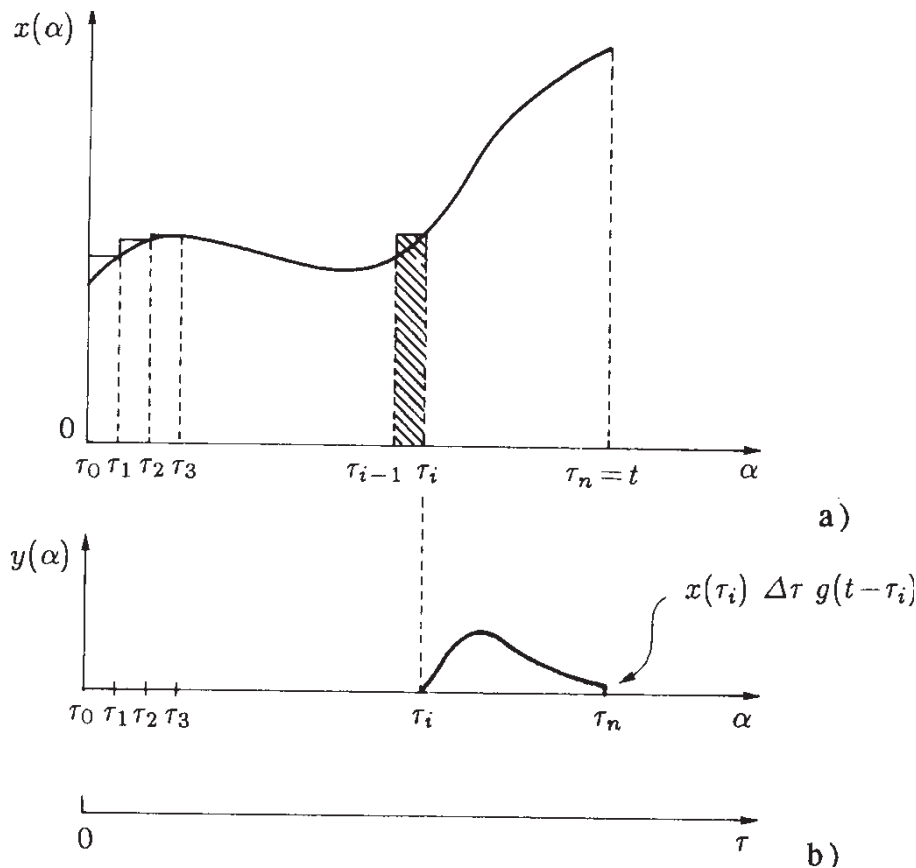 x(α)
0
τ₀ τ₁ τ₂ τ₃ τᵢ₋₁ τᵢ τₙ = t α
a)
y(α)
x(τᵢ) Δτ g(t−τᵢ)
τ₀ τ₁ τ₂ τ₃ τᵢ τₙ α
0 τ
b)